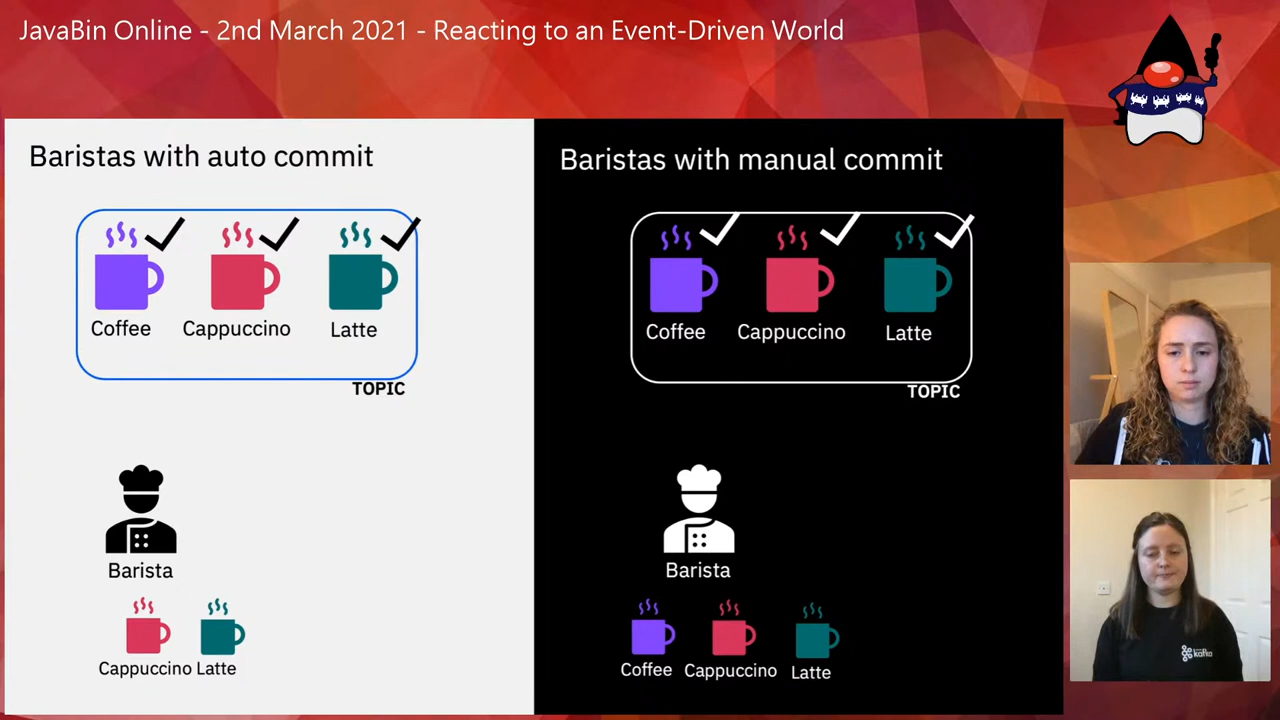 JavaBin Online - 2nd March 2021 - Reacting to an Event-Driven World
Baristas with auto commit
Coffee
Cappuccino
Latte
TOPIC
Barista
Cappuccino
Latte
Baristas with manual commit
Coffee
Cappuccino
Latte
TOPIC
Barista
Coffee
Cappuccino
Latte
kafka